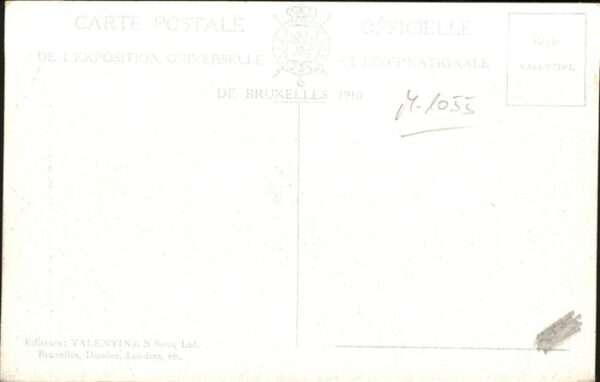 CARTE POSTALE OFFICIELLE
DE L'EXPOSITION UNIVERSELLE ET INTERNATIONALE
DE BRUXELLES 1910
VALENTINE
M-1055
Editeurs: VALENTINE & Sons, Ltd.
Bruxelles, Dundee, Londres, etc.